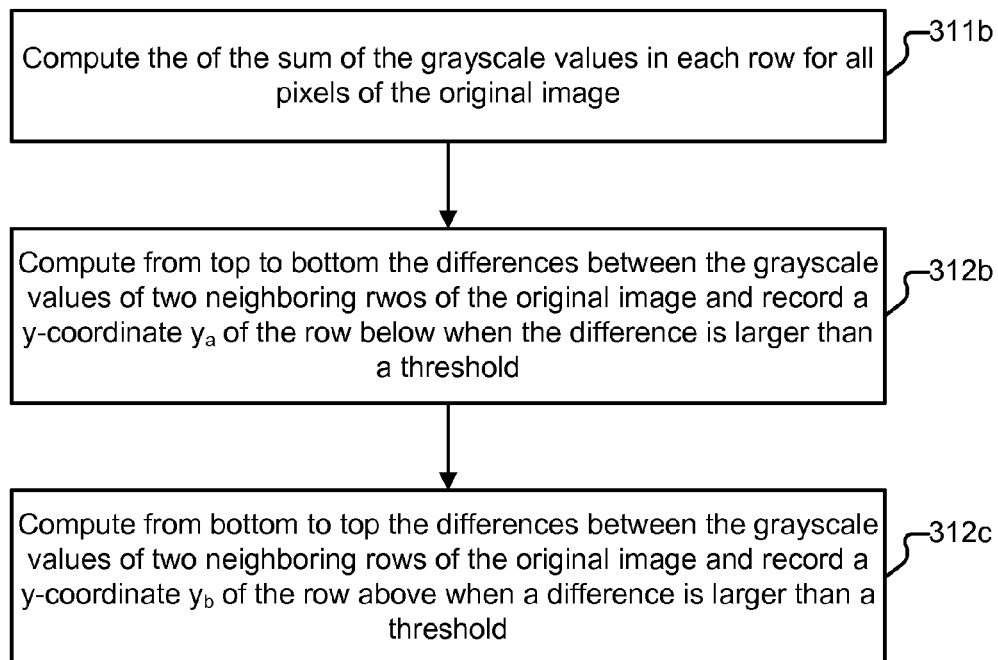 Compute the of the sum of the grayscale values in each row for all
pixels of the original image
311b
Compute from top to bottom the differences between the grayscale
values of two neighboring rwos of the original image and record a
y-coordinate yₐ of the row below when the difference is larger than
a threshold
312b
Compute from bottom to top the differences between the grayscale
values of two neighboring rows of the original image and record a
y-coordinate y_b of the row above when a difference is larger than a
threshold
312c